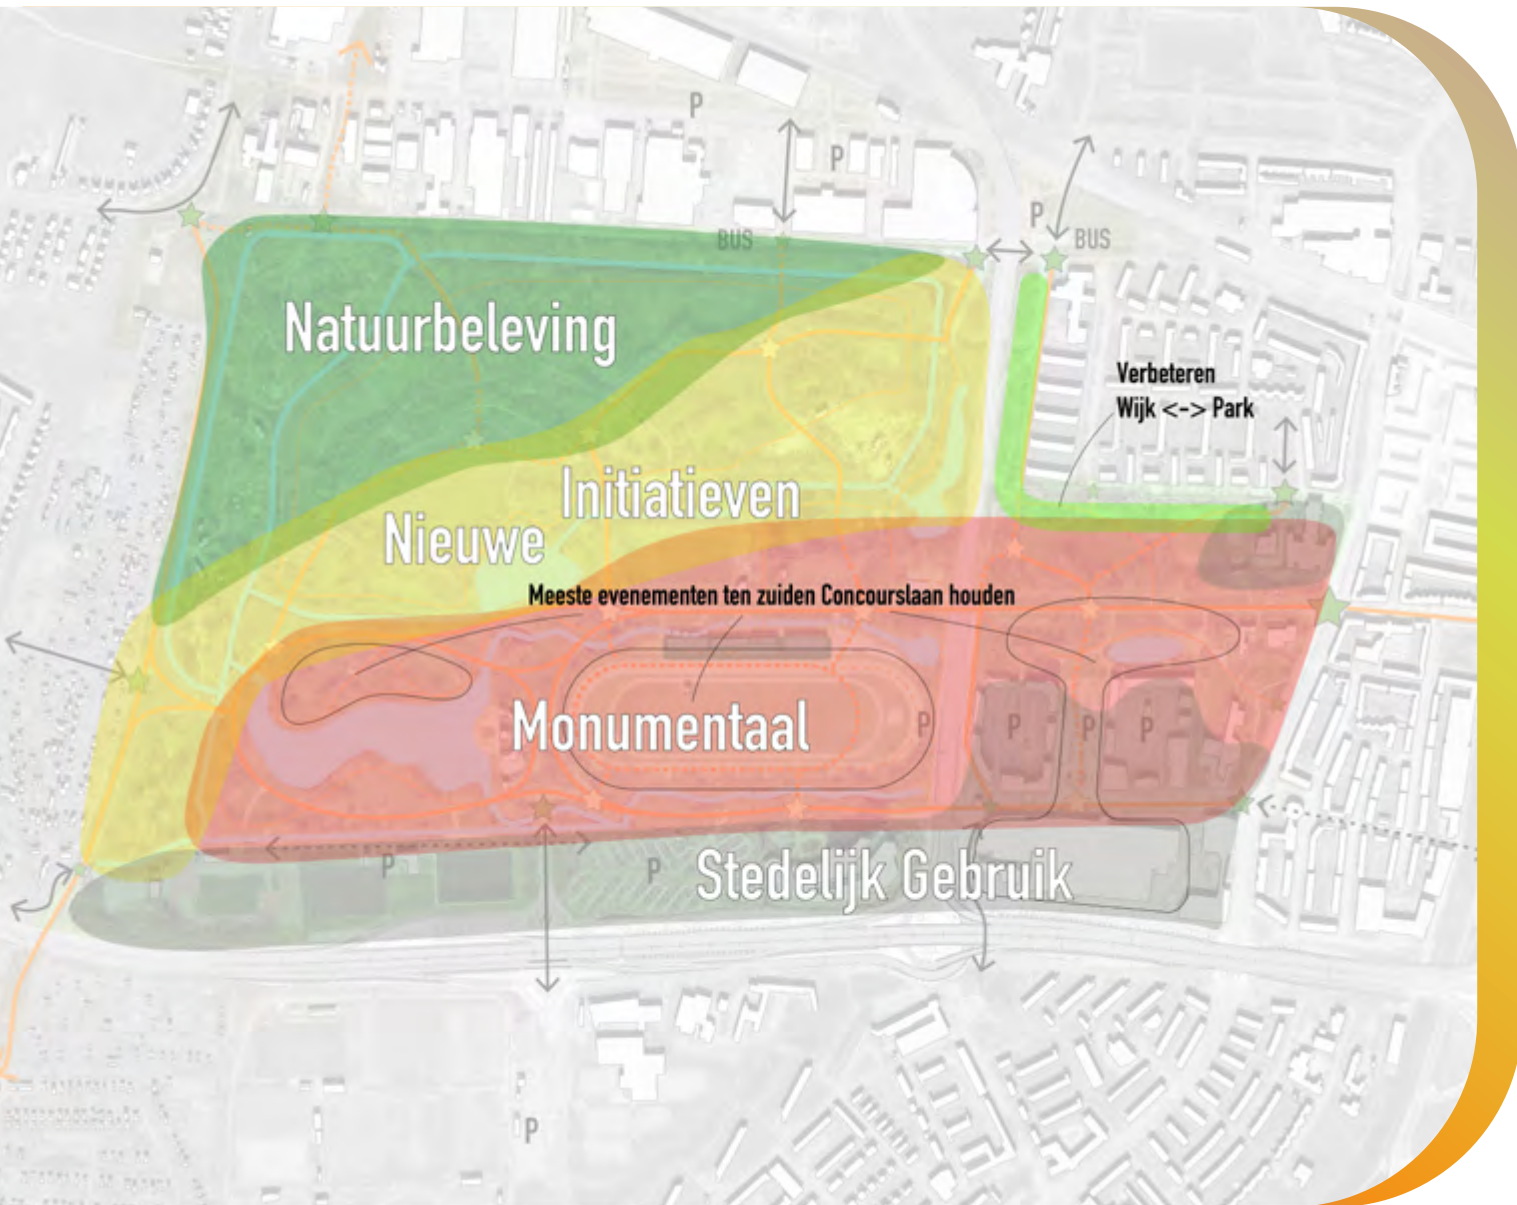 P
P
P
BUS
BUS
Natuurbeleving
Verbeteren
Wijk <-> Park
Initiatieven
Nieuwe
Meeste evenementen ten zuiden Concourslaan houden
Monumentaal
P
P
P
P
P
P
Stedelijk Gebruik
P